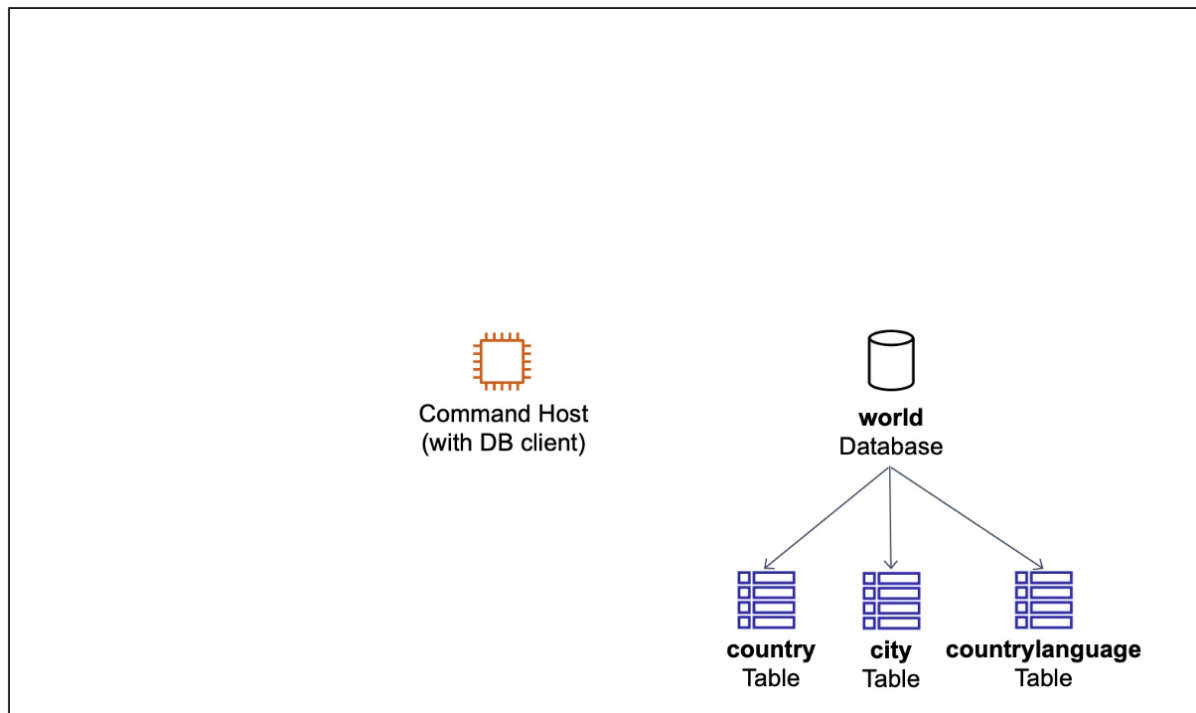 Command Host
(with DB client)
world
Database
country
Table
city
Table
countrylanguage
Table